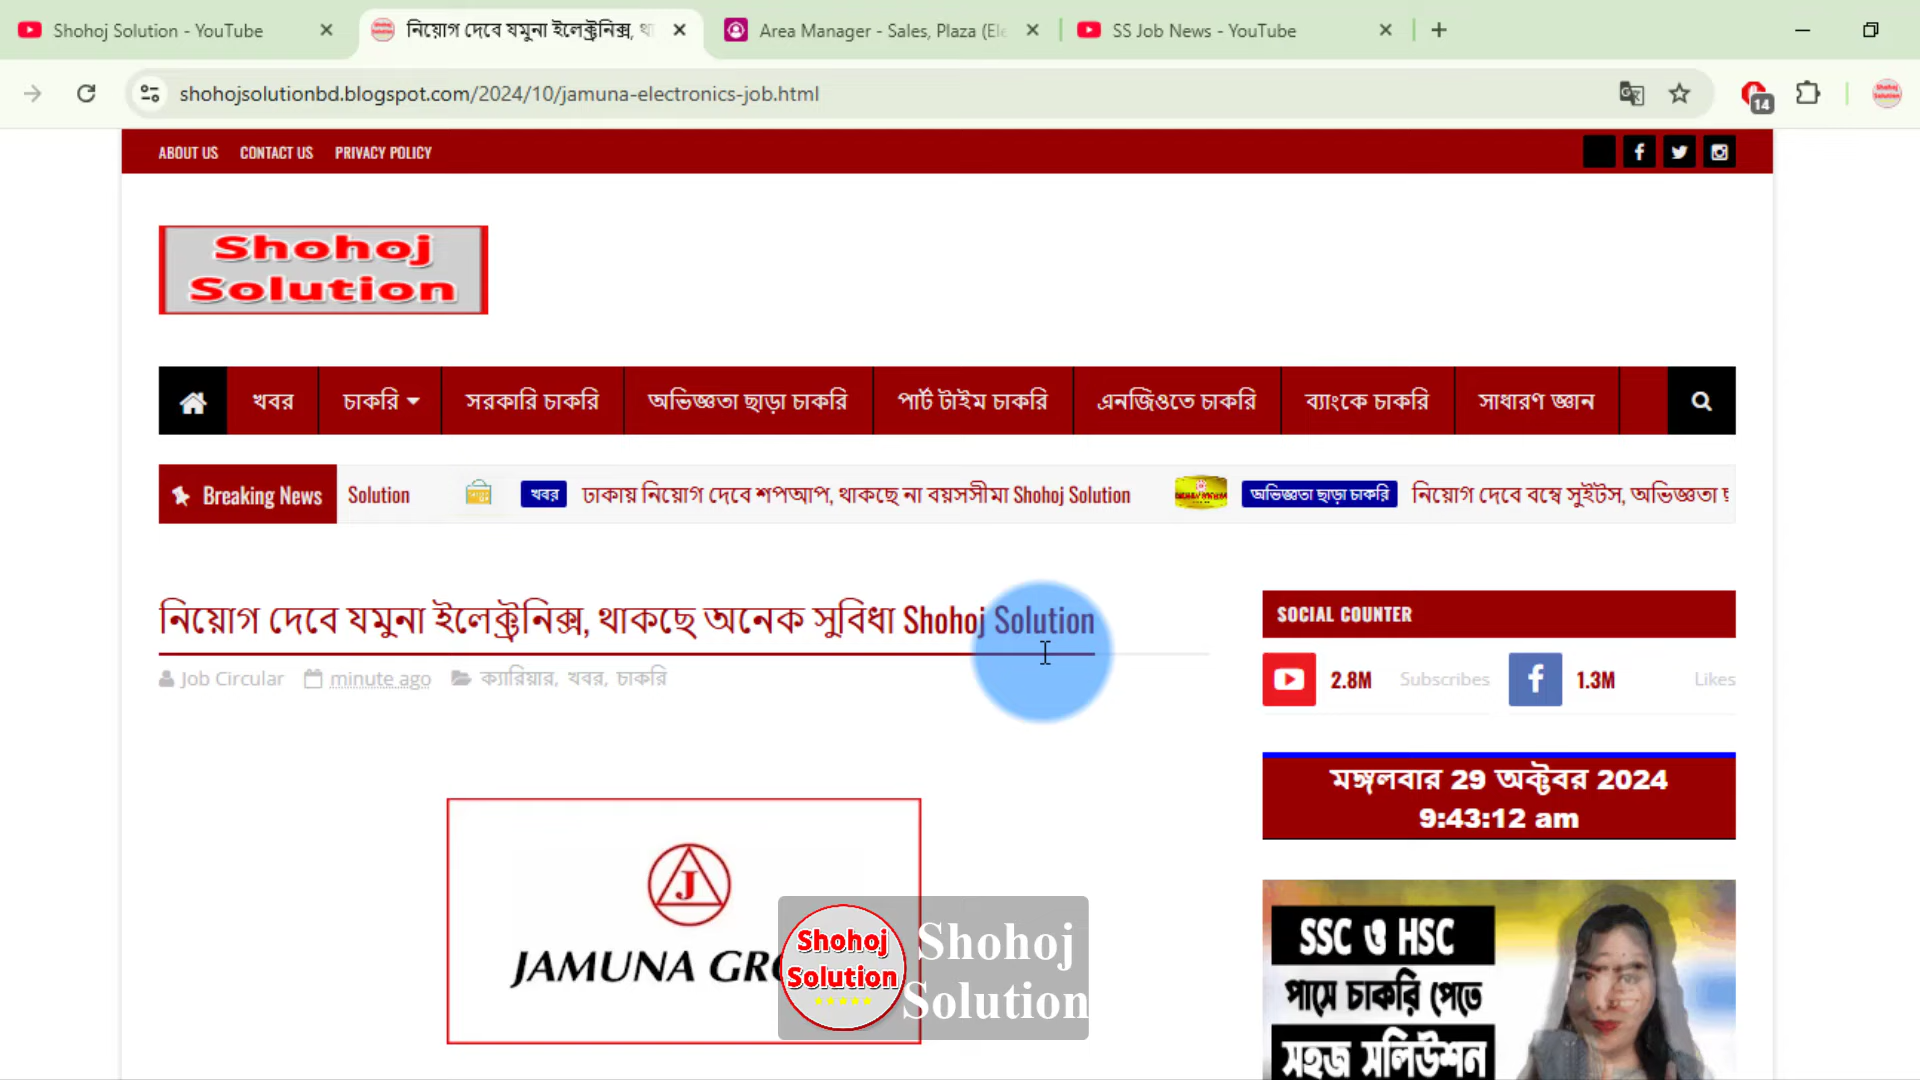 Shohoj Solution - YouTube
নিয়োগ দেবে যমুনা ইলেক্ট্রনিক্স, থা
Area Manager - Sales, Plaza (Ele
SS Job News - YouTube
shohojsolutionbd.blogspot.com/2024/10/jamuna-electronics-job.html
14
ABOUT US CONTACT US PRIVACY POLICY
Shohoj
Solution
খবর চাকরি সরকারি চাকরি অভিজ্ঞতা ছাড়া চাকরি পার্ট টাইম চাকরি এনজিওতে চাকরি ব্যাংকে চাকরি সাধারণ জ্ঞান
Breaking News Solution খবর ঢাকায় নিয়োগ দেবে শপআপ, থাকছে না বয়সসীমা Shohoj Solution অভিজ্ঞতা ছাড়া চাকরি নিয়োগ দেবে বম্বে সুইটস, অভিজ্ঞতা ছ
নিয়োগ দেবে যমুনা ইলেক্ট্রনিক্স, থাকছে অনেক সুবিধা Shohoj Solution
Job Circular minute ago ক্যারিয়ার, খবর, চাকরি
SOCIAL COUNTER
2.8M Subscribes 1.3M Likes
মঙ্গলবার 29 অক্টবর 2024
9:43:12 am
J
JAMUNA GRO
Shohoj
Solution
Shohoj
Solution
SSC ও HSC
পাসে চাকরি পেতে
সহজ সলিউশন